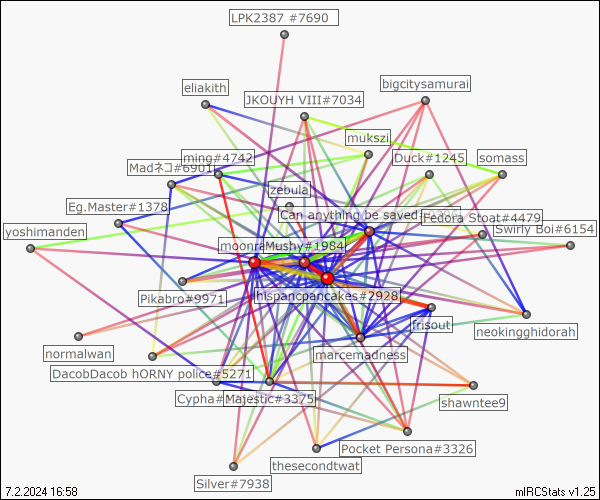 LPK2387 #7690
eliakith
bigcitysamurai
JKOUYH VIII#7034
mukszi
ming#4742
Madネコ#6901
Duck#1245
somass
zebula
Eg.Master#1378
Can anything be saved
Fedora Stoat#4479
Swirly Boi#6154
yoshimanden
moonra
Mushy#1984
Pikabro#9971
hispancpancakes#2928
frisout
neokingghidorah
normalwan
marcemadness
DacobDacob hORNY police#5271
Cypha#
Majestic#3375
shawntee9
Pocket Persona#3326
thesecondtwat
Silver#7938
7.2.2024 16:58
mIRCStats v1.25